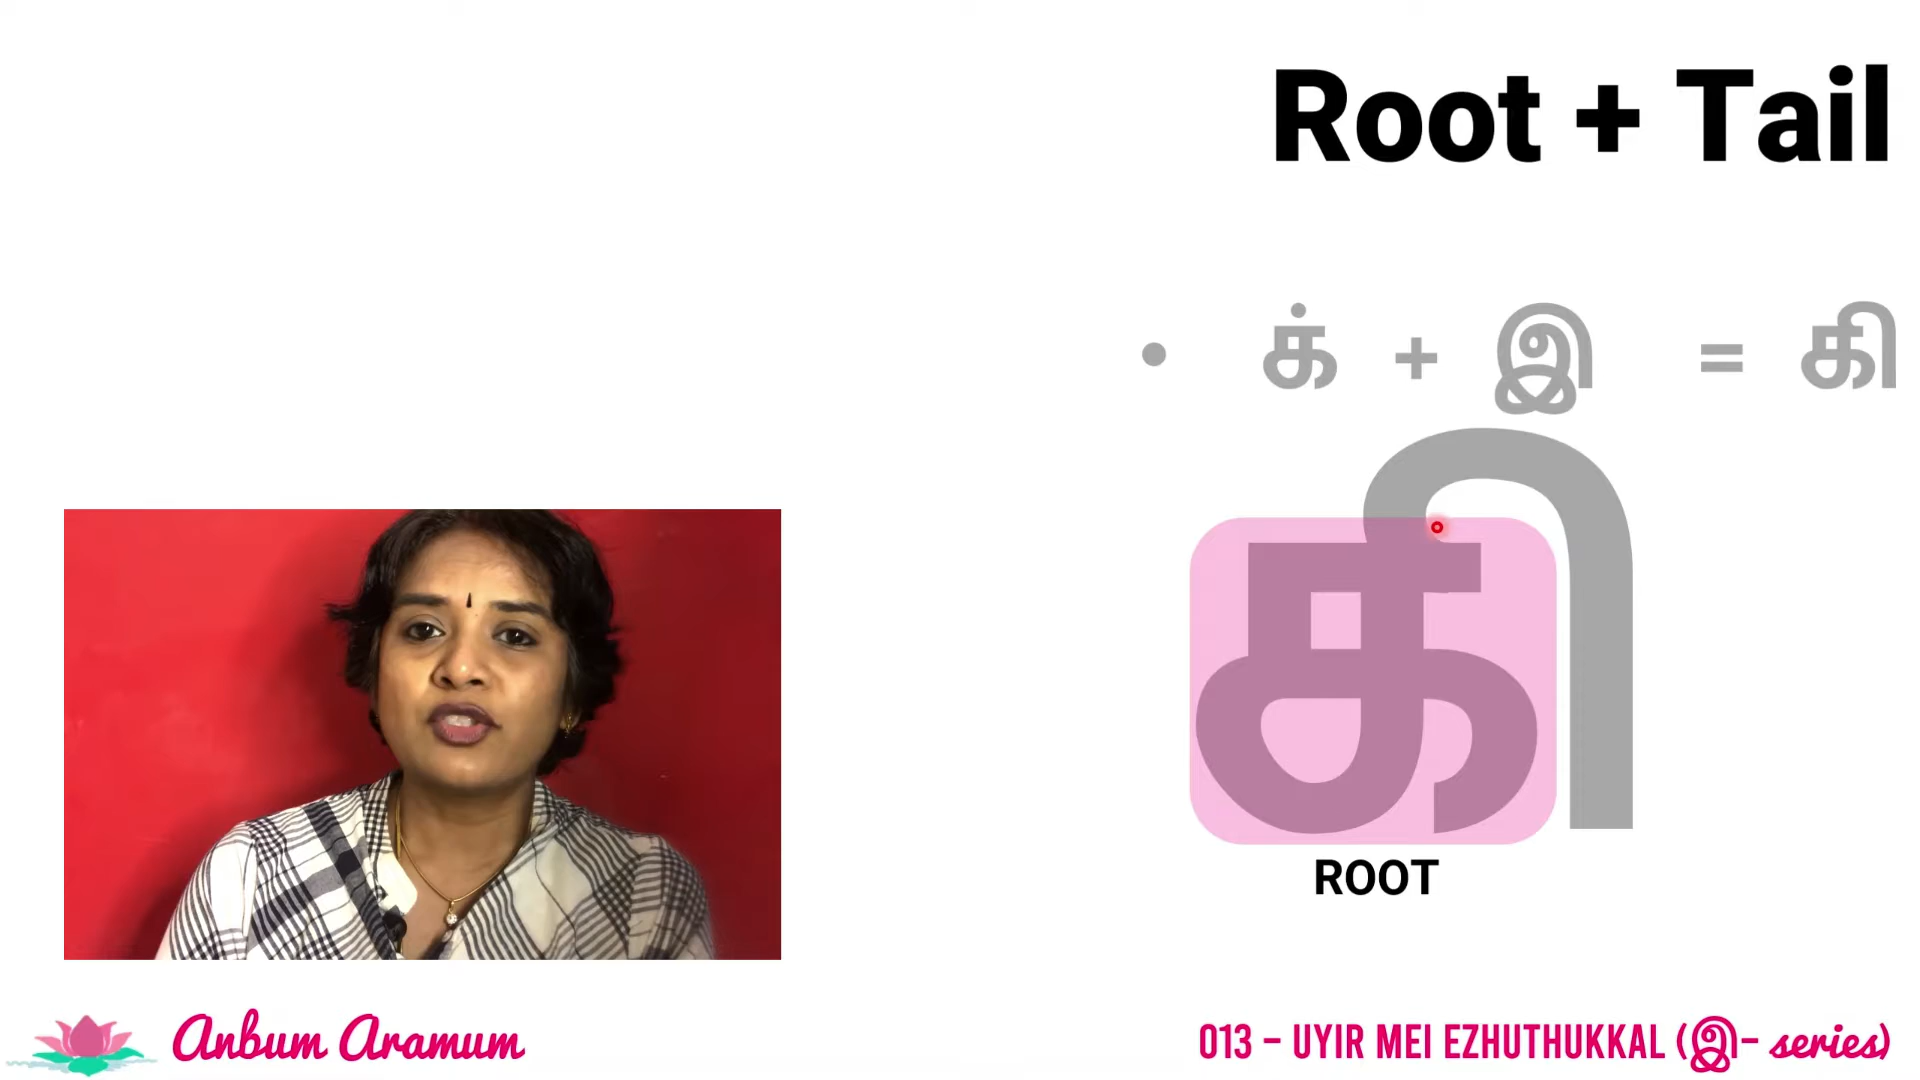 Root + Tail
• க் + இ = கி
கி
ROOT
Anbum Aramum
013 - UYIR MEI EZHUTHUKKAL (இ- series)